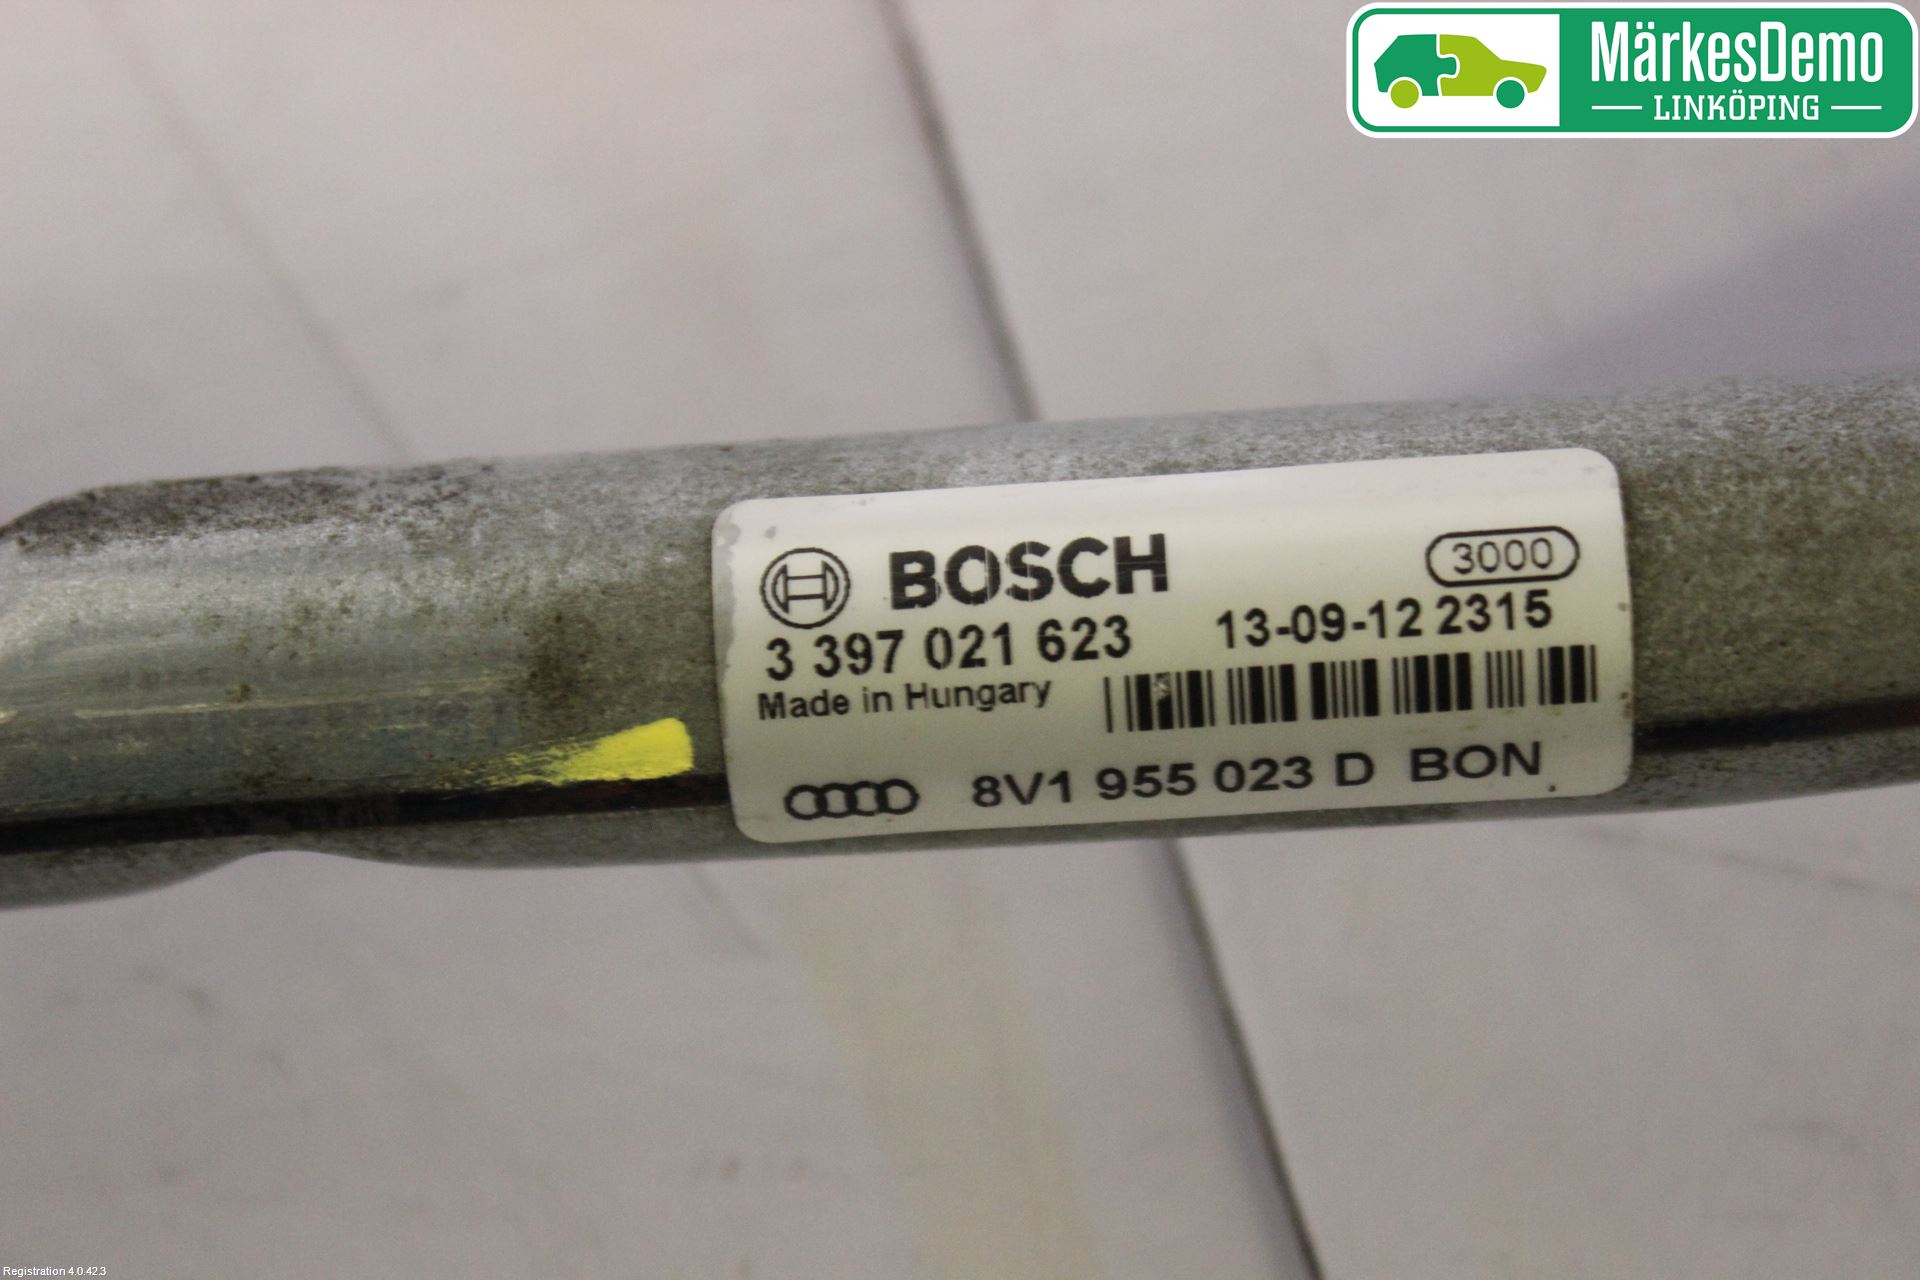 MärkesDemo
LINKÖPING
BOSCH
3000
3 397 021 623 13-09-12 2315
Made in Hungary
8V1 955 023 D BON
Registration 4.0.42.3